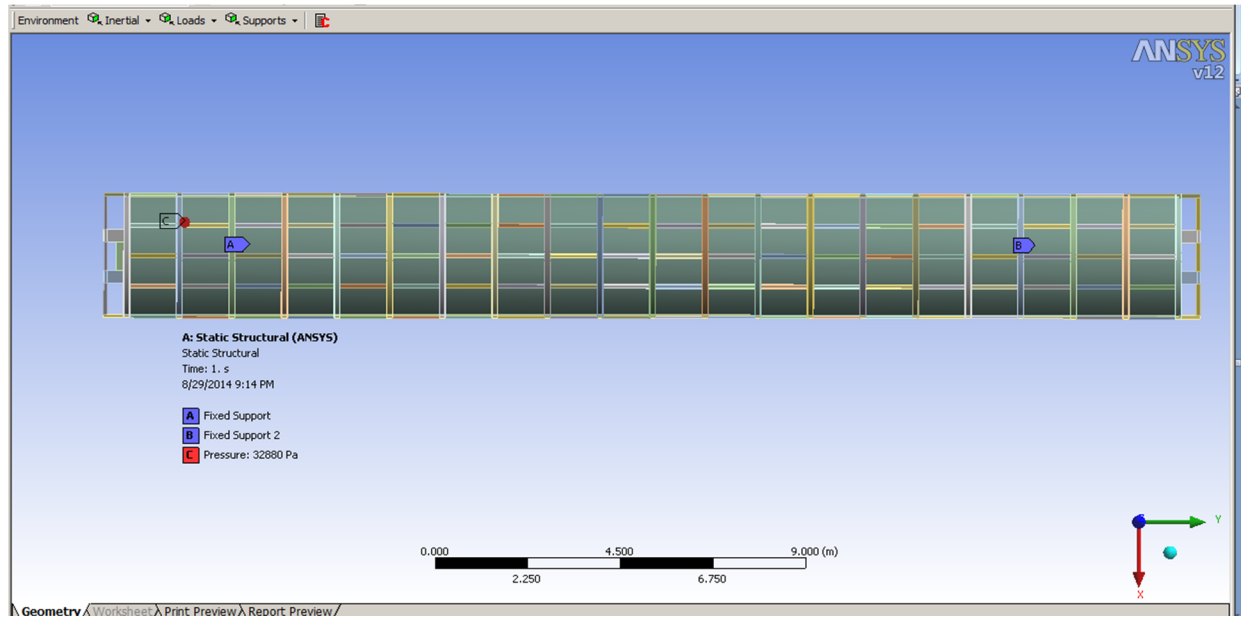 Environment Inertial Loads Supports
ANSYS
v12
C
A
B
A: Static Structural (ANSYS)
Static Structural
Time: 1. s
8/29/2014 9:14 PM
A Fixed Support
B Fixed Support 2
C Pressure: 32880 Pa
0.000 4.500 9.000 (m)
2.250 6.750
Y
X
Geometry Worksheet Print Preview Report Preview